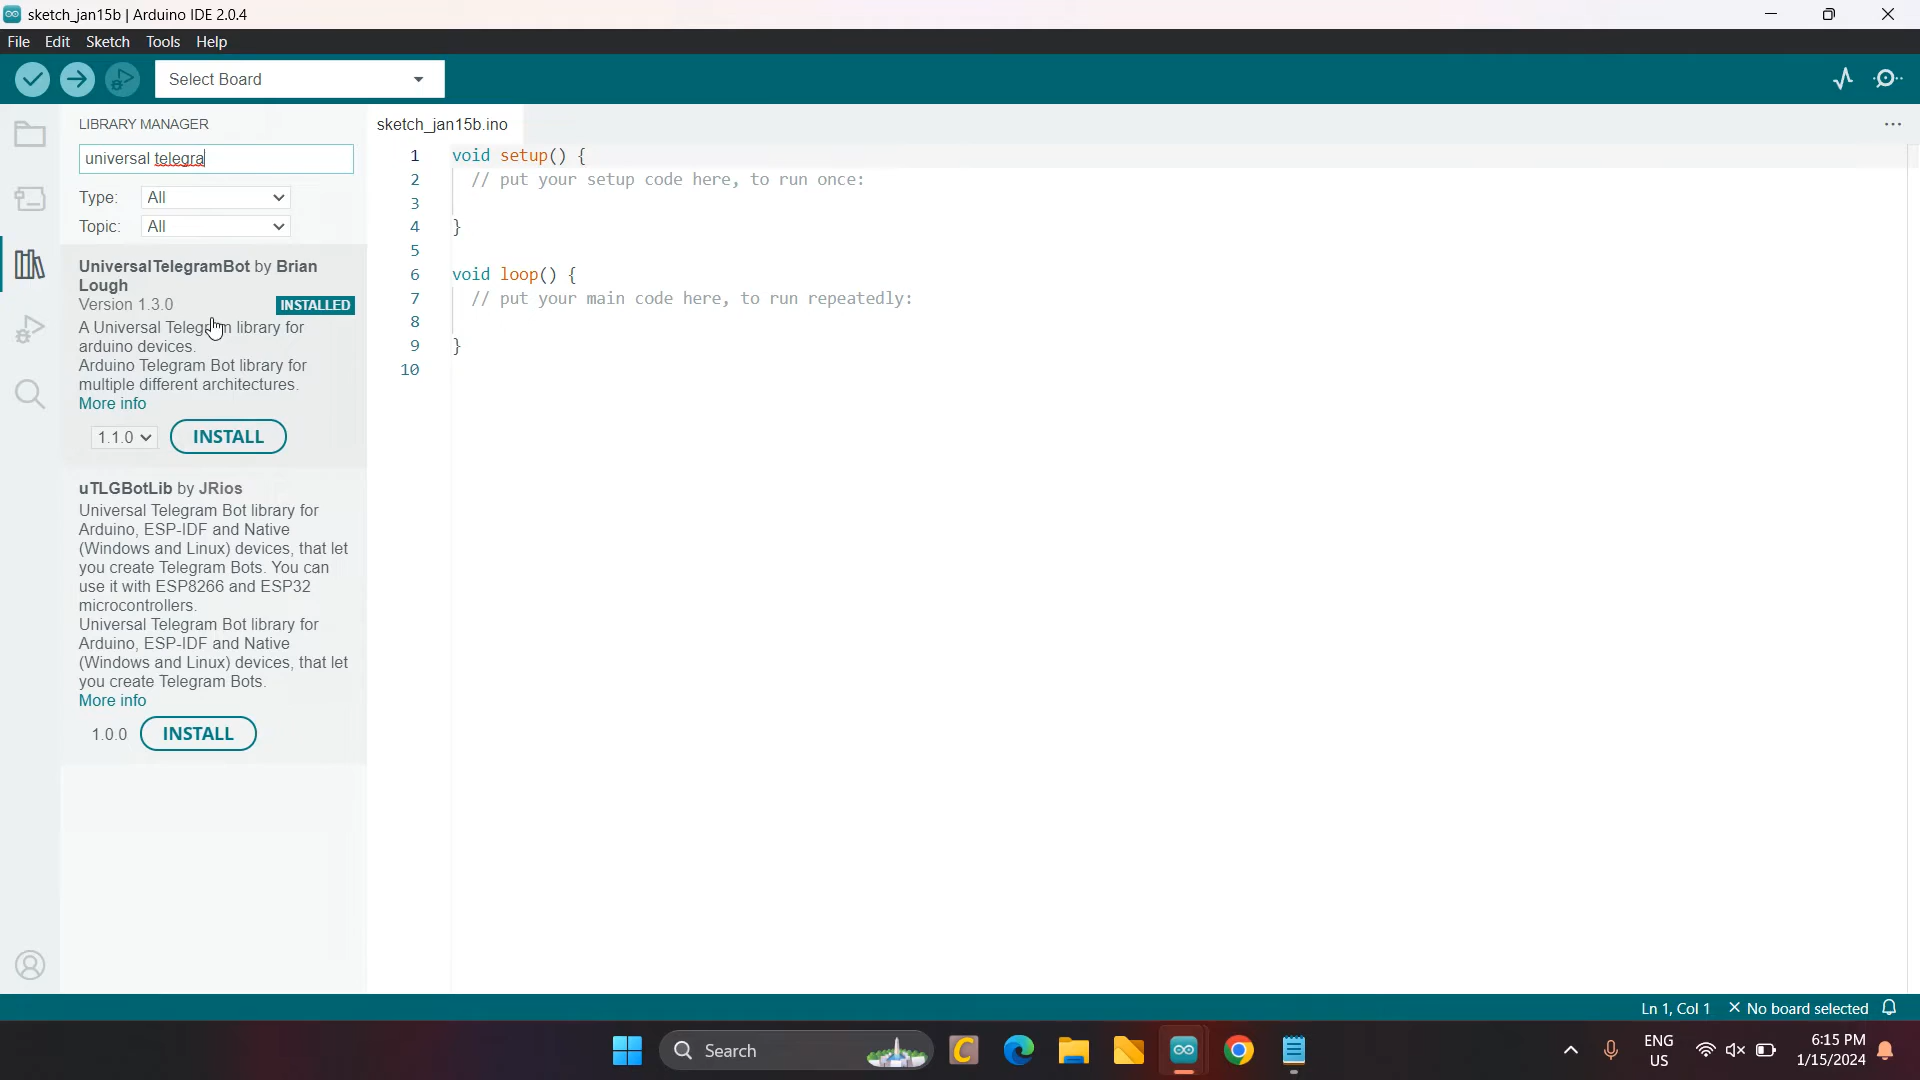 sketch_jan15b | Arduino IDE 2.0.4
File Edit Sketch Tools Help
Select Board
LIBRARY MANAGER
universal telegra
Type: All
Topic: All
UniversalTelegramBot by Brian
Lough
Version 1.3.0 INSTALLED
A Universal Telegram library for
arduino devices.
Arduino Telegram Bot library for
multiple different architectures.
More info
1.1.0 INSTALL
uTLGBotLib by JRios
Universal Telegram Bot library for
Arduino, ESP-IDF and Native
(Windows and Linux) devices, that let
you create Telegram Bots. You can
use it with ESP8266 and ESP32
microcontrollers.
Universal Telegram Bot library for
Arduino, ESP-IDF and Native
(Windows and Linux) devices, that let
you create Telegram Bots.
More info
1.0.0 INSTALL
sketch_jan15b.ino
1 void setup() {
2 // put your setup code here, to run once:
3
4 }
5
6 void loop() {
7 // put your main code here, to run repeatedly:
8
9 }
10
Ln 1, Col 1 × No board selected
Search
ENG
US
6:15 PM
1/15/2024